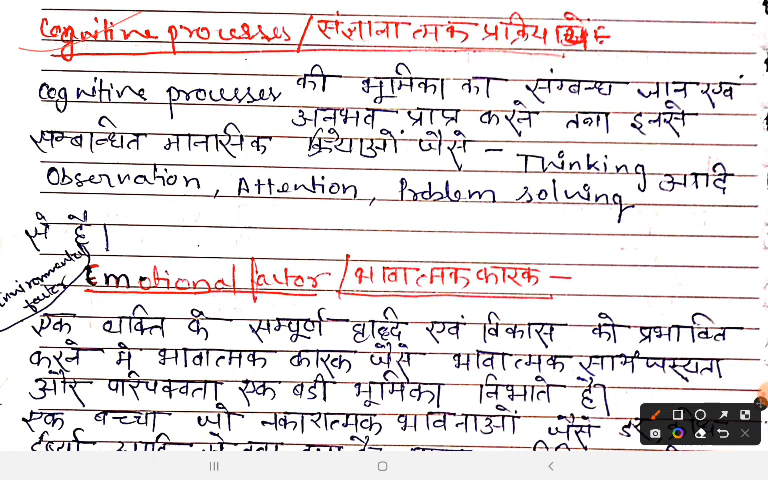 Cognitive processes / संज्ञानात्मक प्रक्रियायें :-
Cognitive processes की भूमिका का संबन्ध ज्ञान एवं
अनुभव प्राप्त करने तथा इनसे
सम्बन्धित मानसिक क्रियाओं जैसे - Thinking आदि
Observation, Attention, Problem solving
से है।
Environmental factor
Emotional factor / भावात्मक कारक -
एक व्यक्ति के सम्पूर्ण वृद्धि एवं विकास को प्रभावित
करने मे भावात्मक कारक जैसे भावात्मक सामंजस्यता
और परिपक्वता एक बडी भूमिका निभाते है।
एक बच्चा जो नकारात्मक भावनाओं जैसे डर